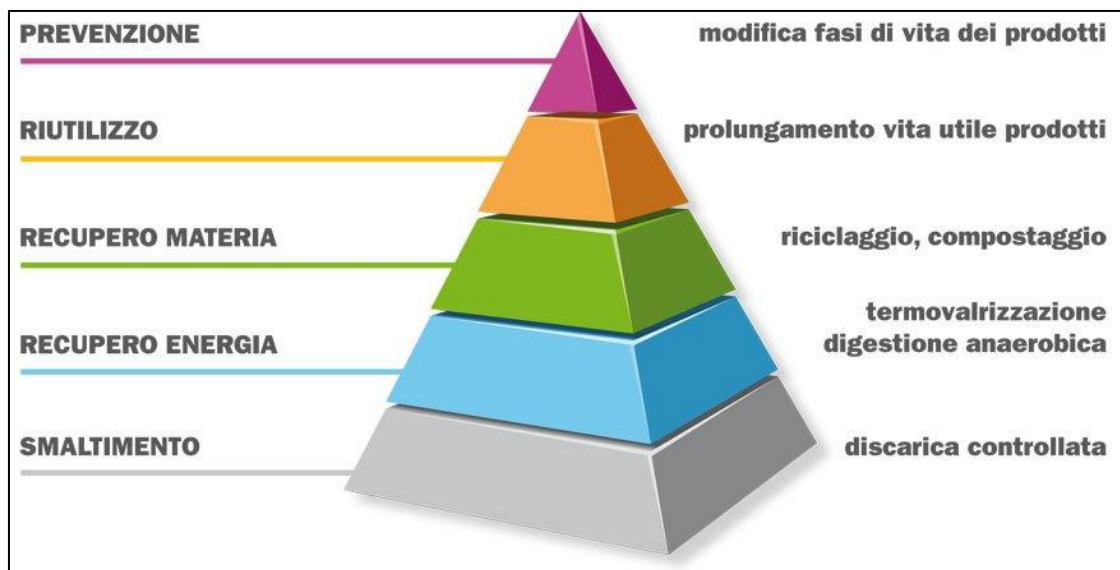 PREVENZIONE
modifica fasi di vita dei prodotti
RIUTILIZZO
prolungamento vita utile prodotti
RECUPERO MATERIA
riciclaggio, compostaggio
RECUPERO ENERGIA
termovalrizzazione
digestione anaerobica
SMALTIMENTO
discarica controllata